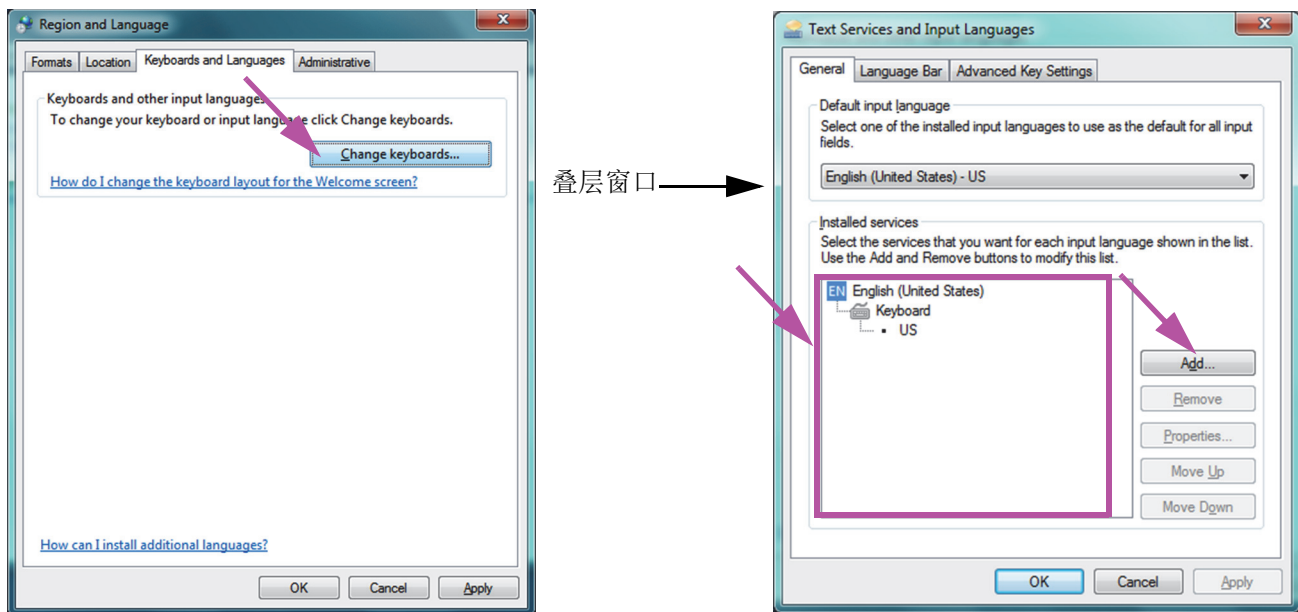 Region and Language
Formats Location Keyboards and Languages Administrative
Keyboards and other input languages
To change your keyboard or input language click Change keyboards.
Change keyboards...
How do I change the keyboard layout for the Welcome screen?
How can I install additional languages?
OK Cancel Apply
叠层窗口
Text Services and Input Languages
General Language Bar Advanced Key Settings
Default input language
Select one of the installed input languages to use as the default for all input
fields.
English (United States) - US
Installed services
Select the services that you want for each input language shown in the list.
Use the Add and Remove buttons to modify this list.
EN English (United States)
Keyboard
US
Add...
Remove
Properties...
Move Up
Move Down
OK Cancel Apply